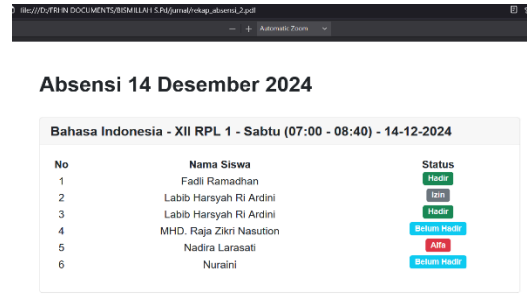 file:///D:/FRHN DOCUMENTS/BISMILLAH S.Pd/jurnal/rekap_absensi_2.pdf
− + Automatic Zoom
Absensi 14 Desember 2024
Bahasa Indonesia - XII RPL 1 - Sabtu (07:00 - 08:40) - 14-12-2024
No Nama Siswa Status
1 Fadli Ramadhan Hadir
2 Labib Harsyah Ri Ardini Izin
3 Labib Harsyah Ri Ardini Hadir
4 MHD. Raja Zikri Nasution Belum Hadir
5 Nadira Larasati Alfa
6 Nuraini Belum Hadir